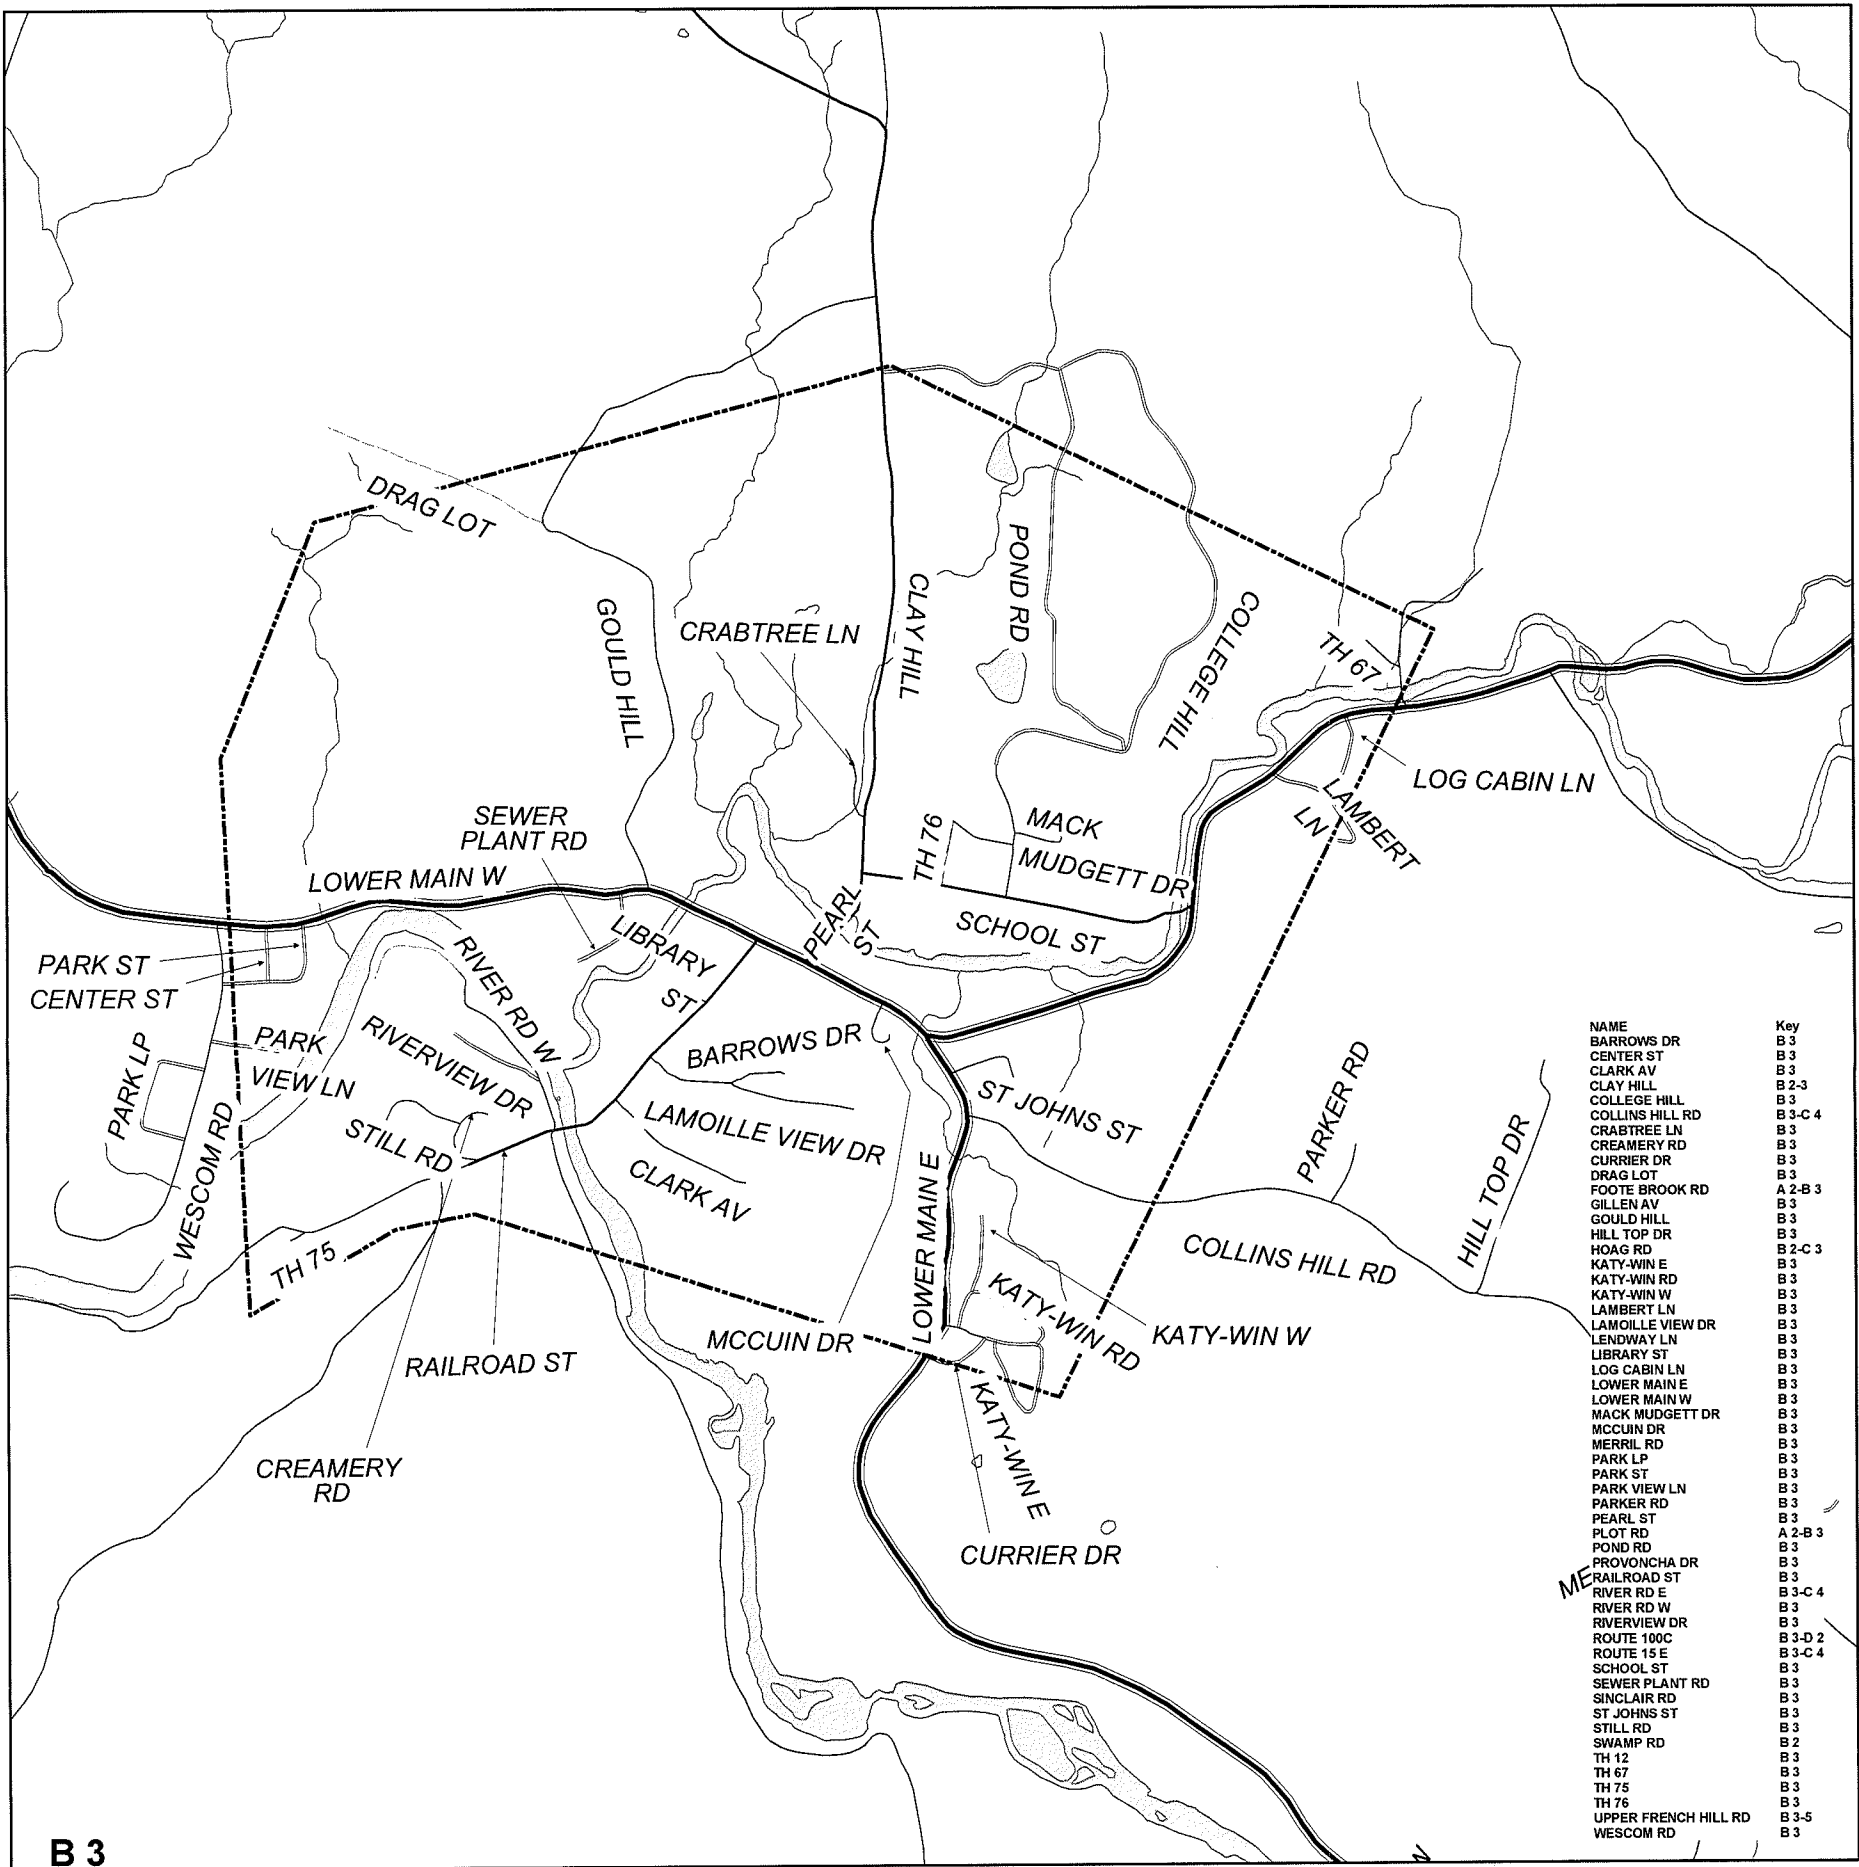 DRAG LOT
POND RD
CLAY HILL
GOULD HILL
CRABTREE LN
COLLEGE HILL
TH 67
LOG CABIN LN
LAMBERT
LN
SEWER
PLANT RD
TH 76
MACK
MUDGETT DR
LOWER MAIN W
PEARL
ST
SCHOOL ST
LIBRARY
ST
RIVER RD W
PARK ST
CENTER ST
PARK LP
PARK
VIEW LN
RIVERVIEW DR
BARROWS DR
ST JOHNS ST
PARKER RD
HILL TOP DR
STILL RD
LAMOILLE VIEW DR
CLARK AV
WESCOM RD
TH 75
LOWER MAIN E
COLLINS HILL RD
KATY-WIN RD
KATY-WIN W
MCCUIN DR
RAILROAD ST
KATY-WIN E
CREAMERY
RD
CURRIER DR
ME
NAME Key
BARROWS DR B 3
CENTER ST B 3
CLARK AV B 3
CLAY HILL B 2-3
COLLEGE HILL B 3
COLLINS HILL RD B 3-C 4
CRABTREE LN B 3
CREAMERY RD B 3
CURRIER DR B 3
DRAG LOT B 3
FOOTE BROOK RD A 2-B 3
GILLEN AV B 3
GOULD HILL B 3
HILL TOP DR B 3
HOAG RD B 2-C 3
KATY-WIN E B 3
KATY-WIN RD B 3
KATY-WIN W B 3
LAMBERT LN B 3
LAMOILLE VIEW DR B 3
LENDWAY LN B 3
LIBRARY ST B 3
LOG CABIN LN B 3
LOWER MAIN E B 3
LOWER MAIN W B 3
MACK MUDGETT DR B 3
MCCUIN DR B 3
MERRIL RD B 3
PARK LP B 3
PARK ST B 3
PARK VIEW LN B 3
PARKER RD B 3
PEARL ST B 3
PLOT RD A 2-B 3
POND RD B 3
PROVONCHA DR B 3
RAILROAD ST B 3
RIVER RD E B 3-C 4
RIVER RD W B 3
RIVERVIEW DR B 3
ROUTE 100C B 3-D 2
ROUTE 15 E B 3-C 4
SCHOOL ST B 3
SEWER PLANT RD B 3
SINCLAIR RD B 3
ST JOHNS ST B 3
STILL RD B 3
SWAMP RD B 2
TH 12 B 3
TH 67 B 3
TH 75 B 3
TH 76 B 3
UPPER FRENCH HILL RD B 3-5
WESCOM RD B 3
B 3